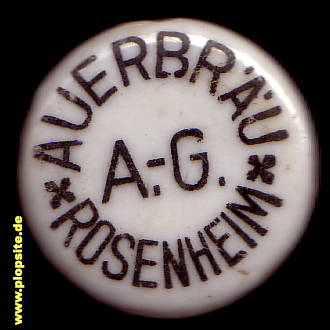 AUERBRÄU
A.-G.
ROSENHEIM
www.plopsite.de